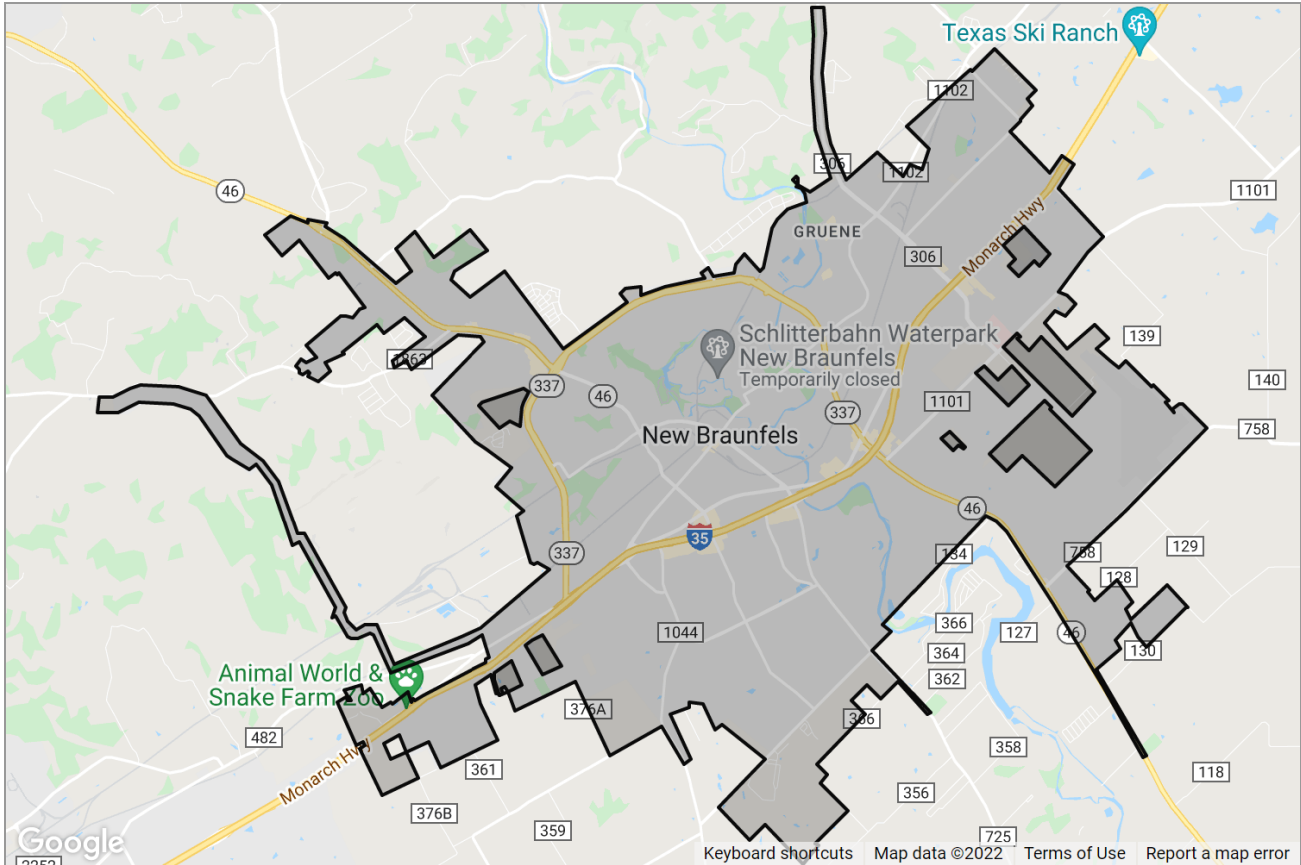 Texas Ski Ranch
1102
306
1102
46
1101
GRUENE
306
Monarch Hwy
139
Schlitterbahn Waterpark
New Braunfels
Temporarily closed
1863
337
46
140
337
1101
758
New Braunfels
46
35
337
134
758
129
128
366
1044
127
46
364
130
362
Animal World &
Snake Farm Zoo
376A
366
482
358
Monarch Hwy
361
118
356
376B
359
725
Google
2252
Keyboard shortcuts
Map data ©2022
Terms of Use
Report a map error